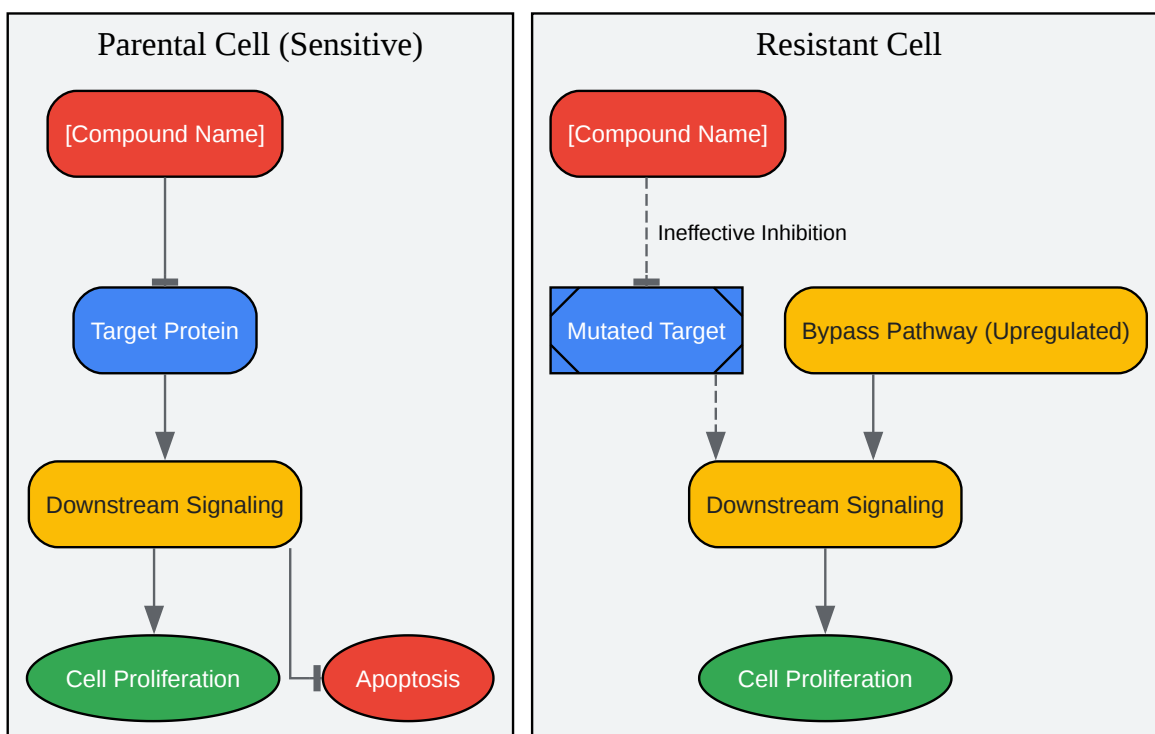 Parental Cell (Sensitive)
[Compound Name]
Target Protein
Downstream Signaling
Cell Proliferation
Apoptosis
Resistant Cell
[Compound Name]
Ineffective Inhibition
Mutated Target
Bypass Pathway (Upregulated)
Downstream Signaling
Cell Proliferation